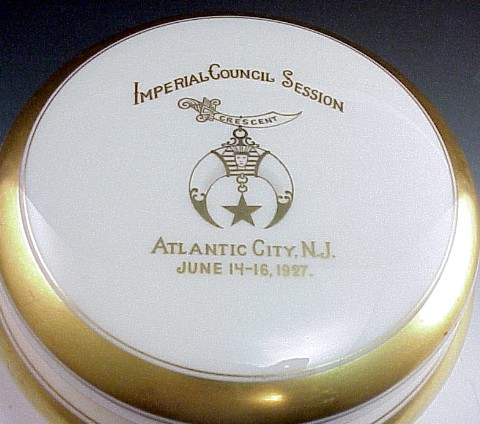 IMPERIAL COUNCIL SESSION
CRESCENT
ATLANTIC CITY, N.J.
JUNE 14-16, 1927.